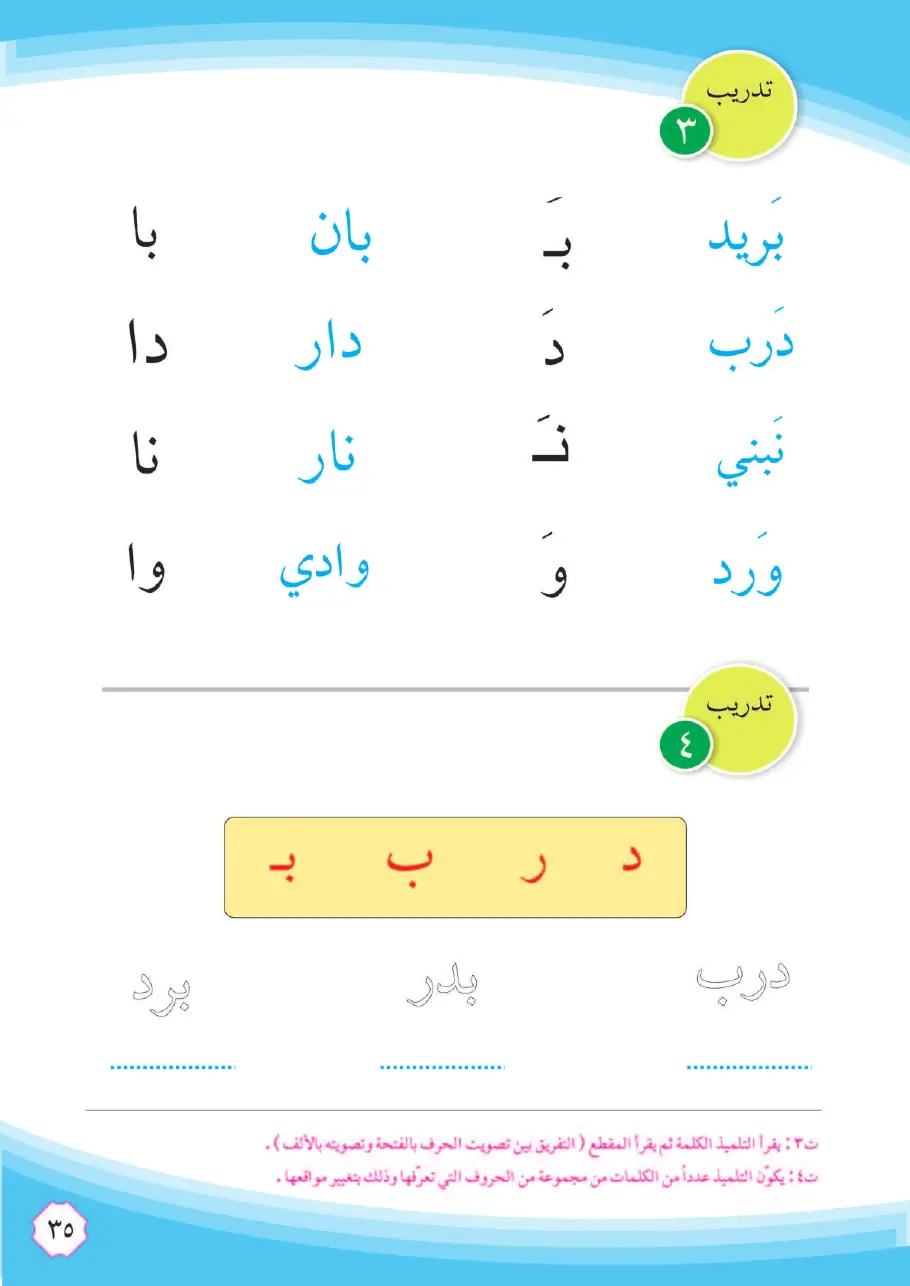 تدريب
٣
بَريد بَـ بان با
دَرب دَ دار دا
نَبني نَـ نار نا
وَرد وَ وادي وا
تدريب
٤
د ر ب بـ
درب بدر برد
ت٣: يقرأ التلميذ الكلمة ثم يقرأ المقطع ( التفريق بين تصويت الحرف بالفتحة وتصويته بالألف ) .
ت٤: يكوّن التلميذ عدداً من الكلمات من مجموعة من الحروف التي تعرّفها وذلك بتغيير مواقعها .
٣٥